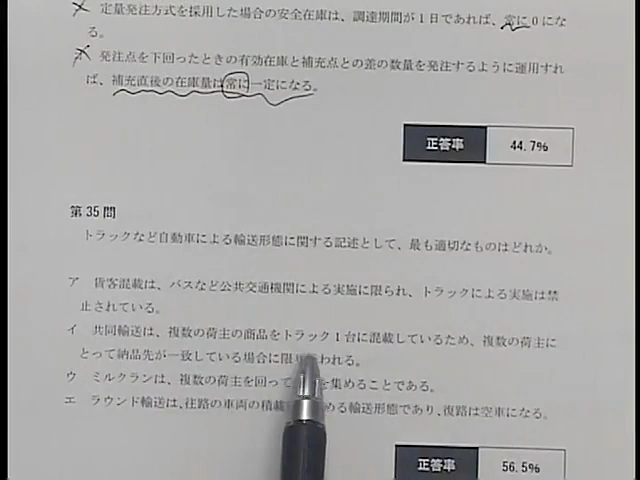 定量発注方式を採用した場合の安全在庫は、調達期間が1日であれば、常に0にな
る。
発注点を下回ったときの有効在庫と補充点との差の数量を発注するように運用すれ
ば、補充直後の在庫量は常に一定になる。
正答率 44.7%
第35問
トラックなど自動車による輸送形態に関する記述として、最も適切なものはどれか。
ア 貨客混載は、バスなど公共交通機関による実施に限られ、トラックによる実施は禁
止されている。
イ 共同輸送は、複数の荷主の商品をトラック1台に混載しているため、複数の荷主に
とって納品先が一致している場合に限り われる。
ウ ミルクランは、複数の荷主を回って を集めることである。
エ ラウンド輸送は、往路の車両の積載 める輸送形態であり、復路は空車になる。
正答率 56.5%